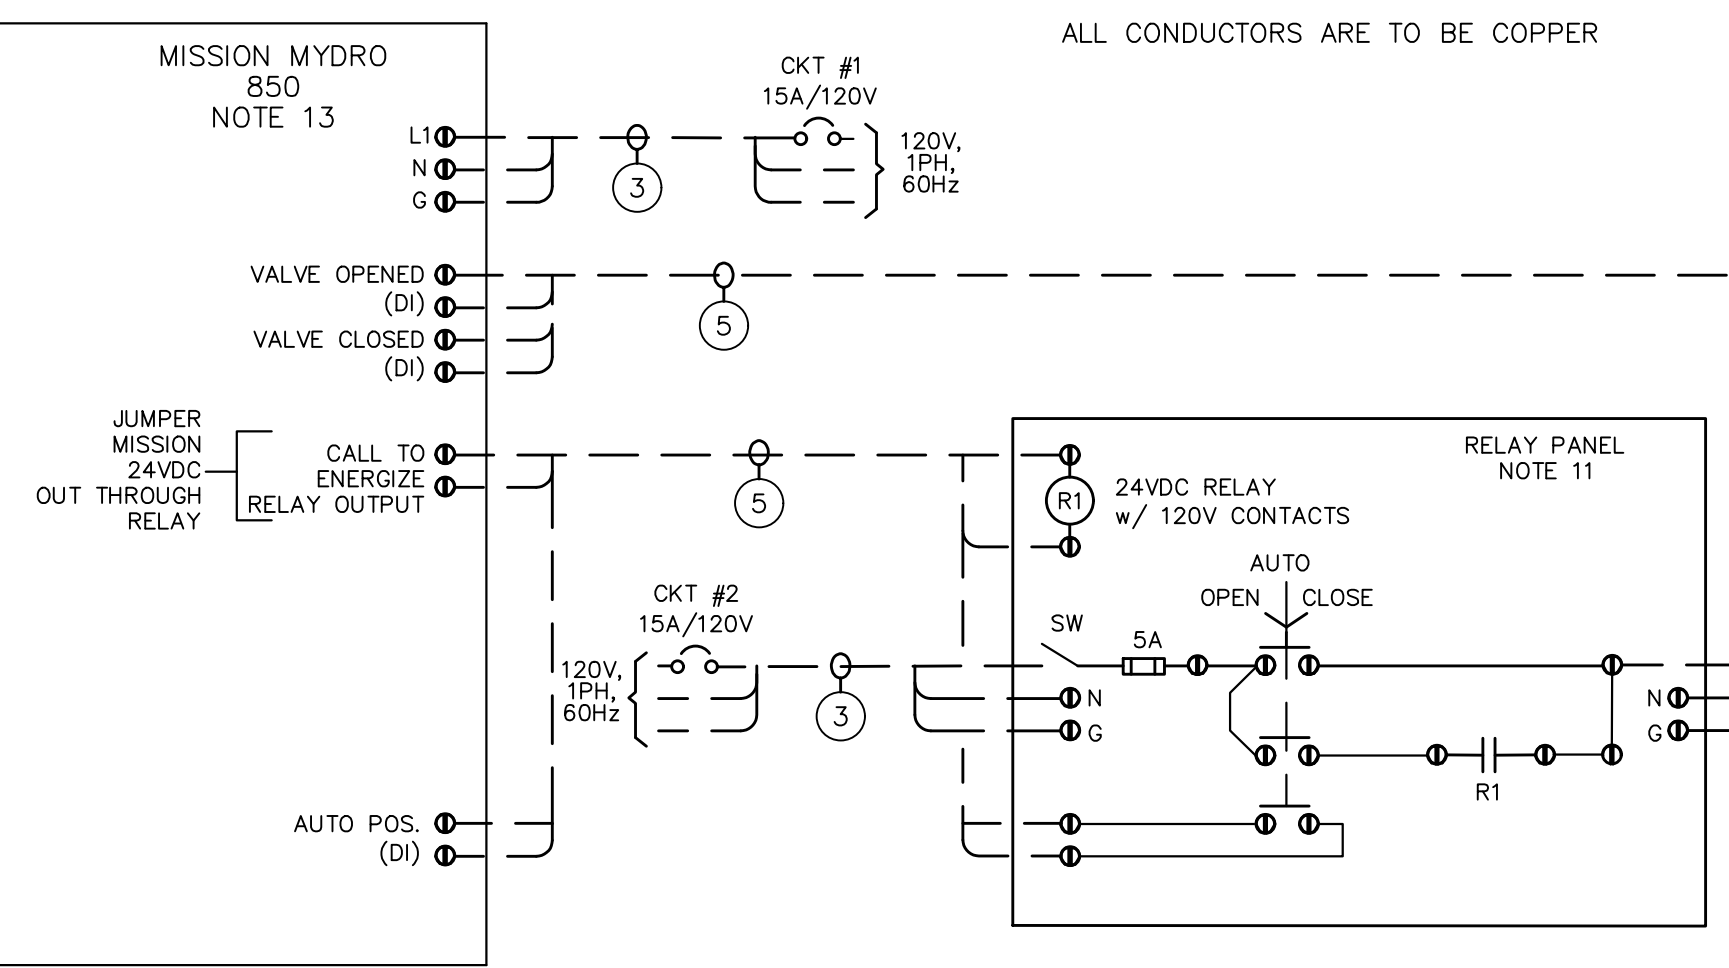 ALL CONDUCTORS ARE TO BE COPPER
MISSION MYDRO
850
NOTE 13
CKT #1
15A/120V
L1
N
G
120V,
1PH,
60Hz
3
VALVE OPENED
(DI)
VALVE CLOSED
(DI)
5
JUMPER
MISSION
24VDC
OUT THROUGH
RELAY
CALL TO
ENERGIZE
RELAY OUTPUT
5
RELAY PANEL
NOTE 11
R1
24VDC RELAY
w/ 120V CONTACTS
AUTO
OPEN
CLOSE
CKT #2
15A/120V
120V,
1PH,
60Hz
3
SW
5A
N
G
N
G
R1
AUTO POS.
(DI)